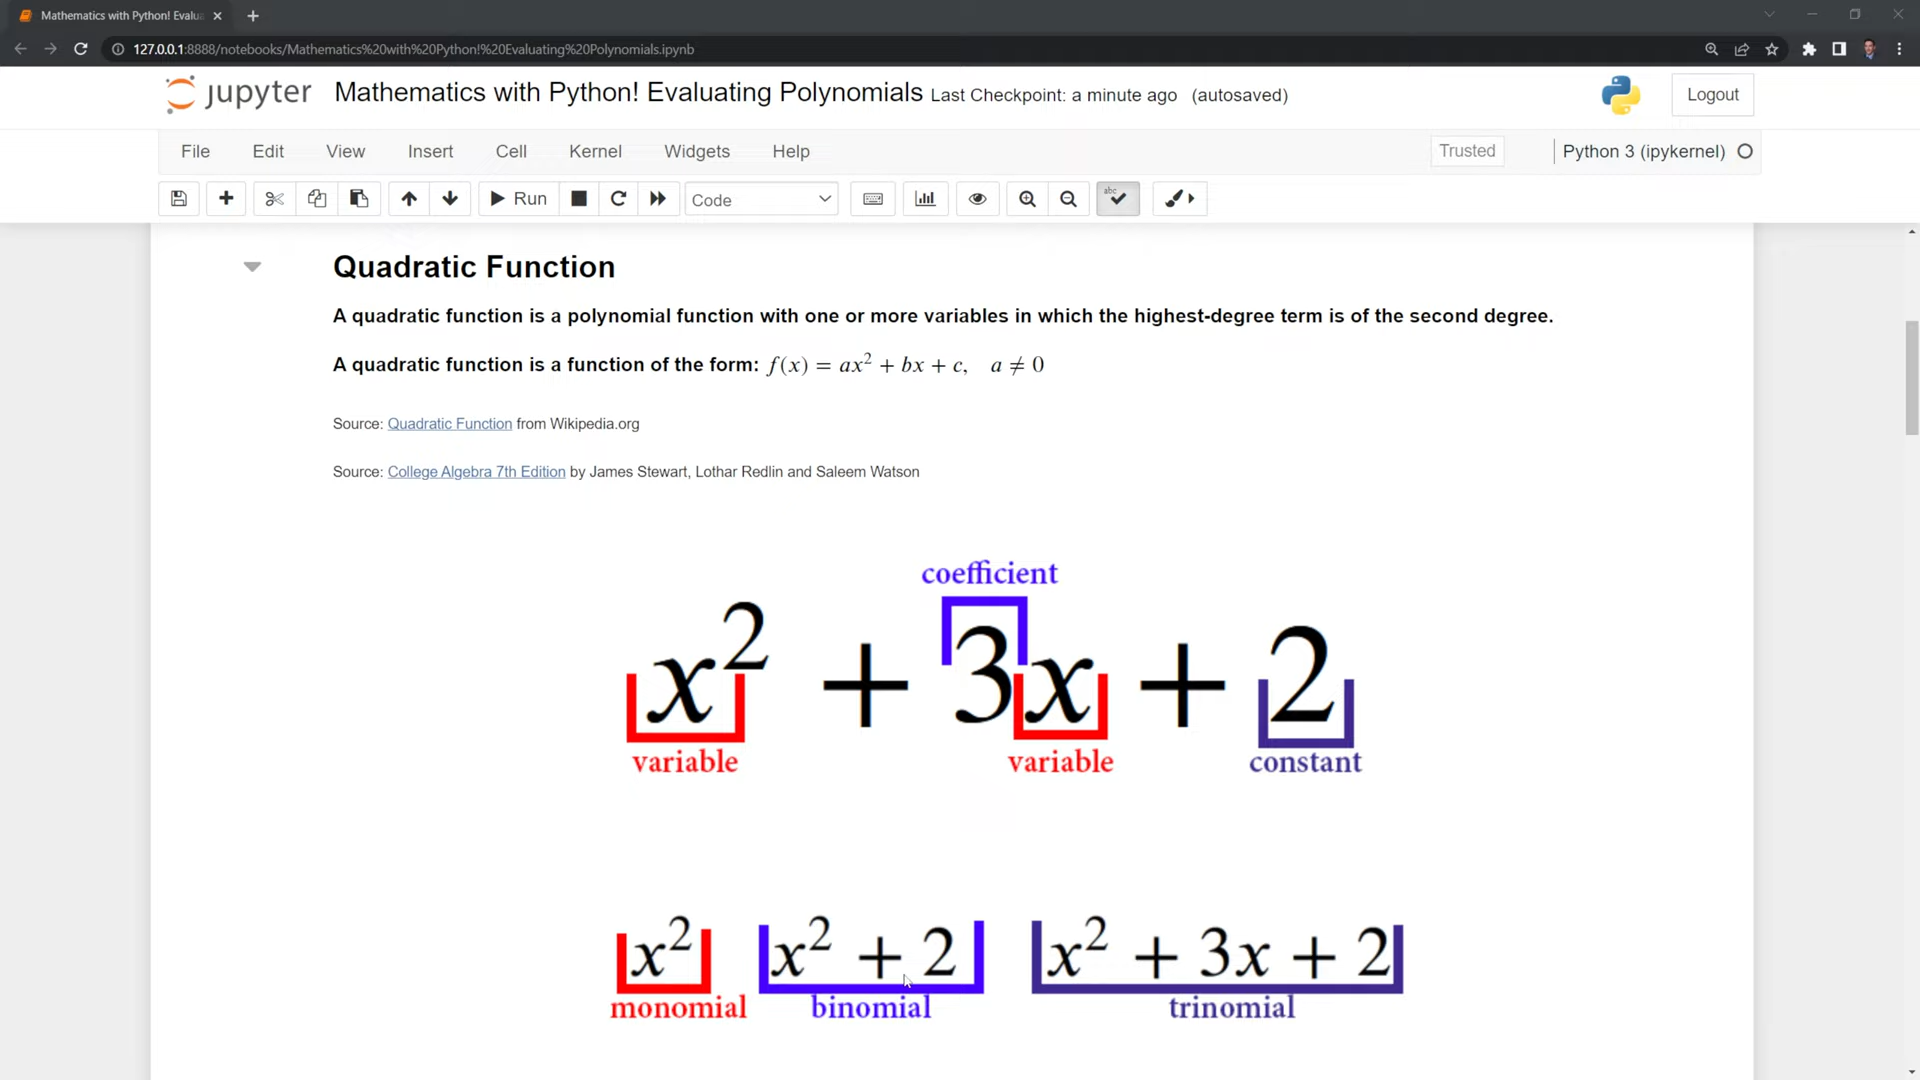 Mathematics with Python! Evalua
127.0.0.1:8888/notebooks/Mathematics%20with%20Python!%20Evaluating%20Polynomials.ipynb
jupyter Mathematics with Python! Evaluating Polynomials Last Checkpoint: a minute ago (autosaved) Logout
File Edit View Insert Cell Kernel Widgets Help Trusted Python 3 (ipykernel)
Run Code abc
Quadratic Function
A quadratic function is a polynomial function with one or more variables in which the highest-degree term is of the second degree.
A quadratic function is a function of the form: f(x) = ax² + bx + c, a ≠ 0
Source: Quadratic Function from Wikipedia.org
Source: College Algebra 7th Edition by James Stewart, Lothar Redlin and Saleem Watson
coefficient
x² + 3x + 2
variable variable constant
x² x² + 2 x² + 3x + 2
monomial binomial trinomial